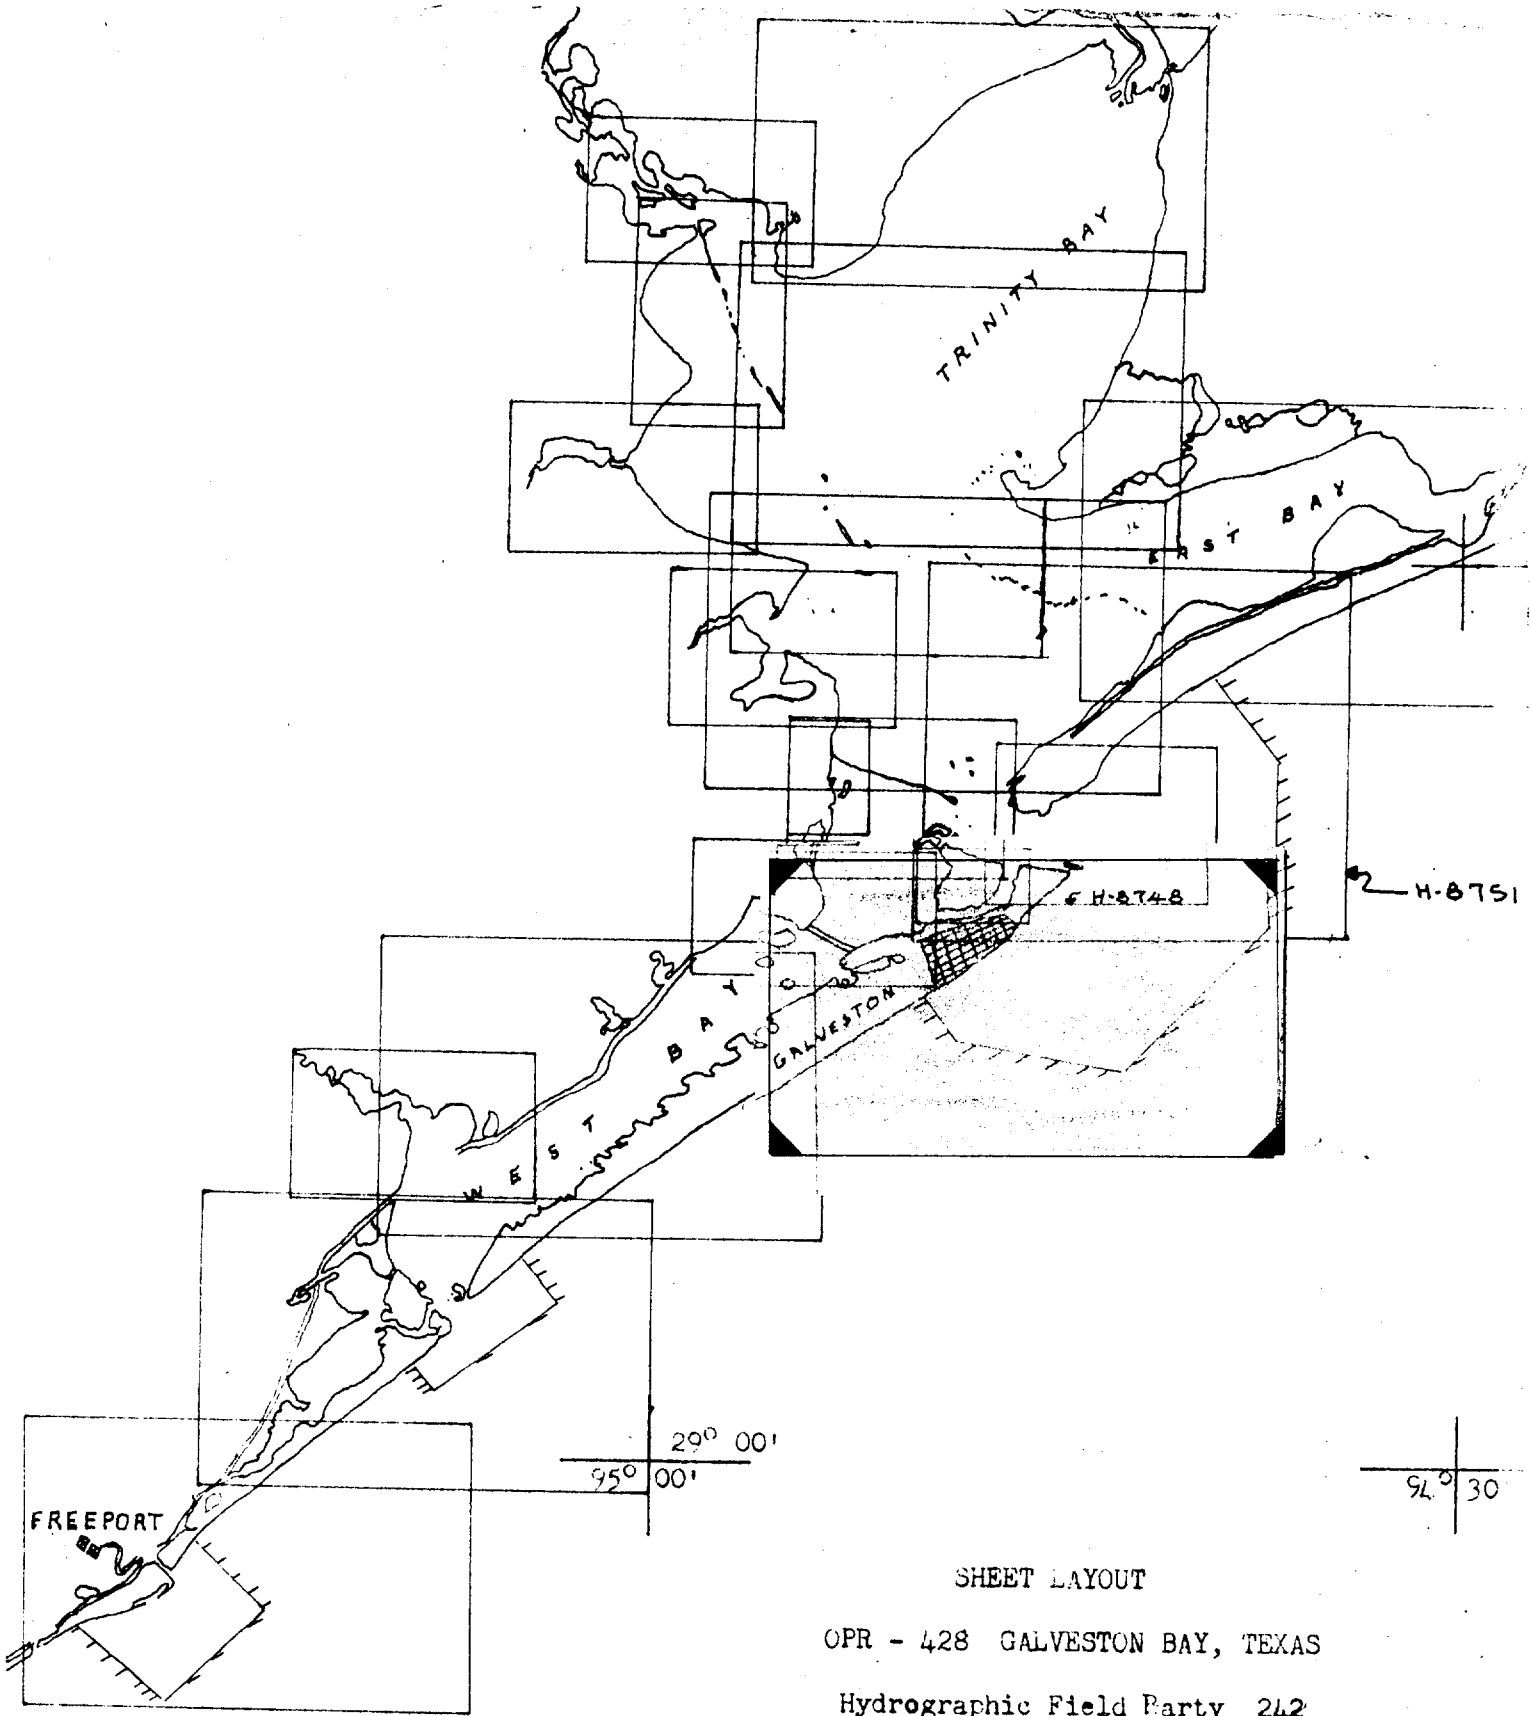 TRINITY BAY
EAST BAY
H-8751
H-8748
GALVESTON
WEST BAY
29° 00'
95° 00'
94° 30
FREEPORT
SHEET LAYOUT
OPR - 428 GALVESTON BAY, TEXAS
Hydrographic Field Party 242